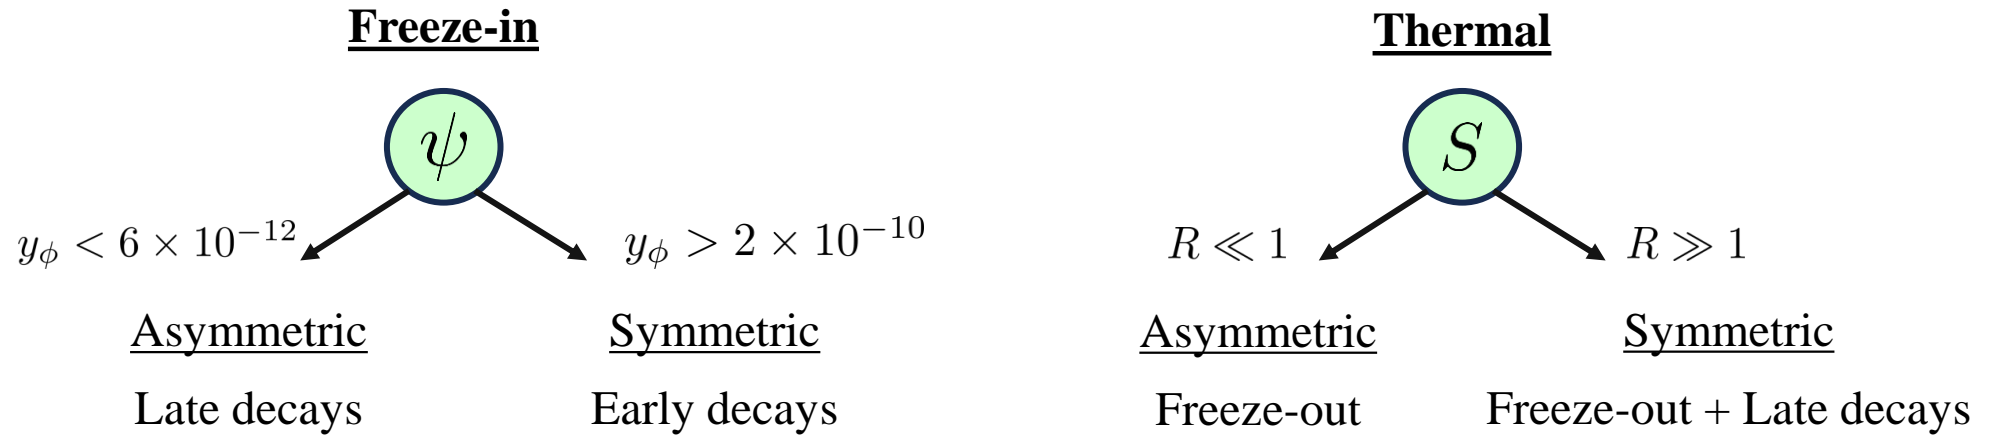 Freeze-in
ψ
y_ϕ < 6 × 10⁻¹²
y_ϕ > 2 × 10⁻¹⁰
Asymmetric
Symmetric
Late decays
Early decays
Thermal
S
R ≪ 1
R ≫ 1
Asymmetric
Symmetric
Freeze-out
Freeze-out + Late decays